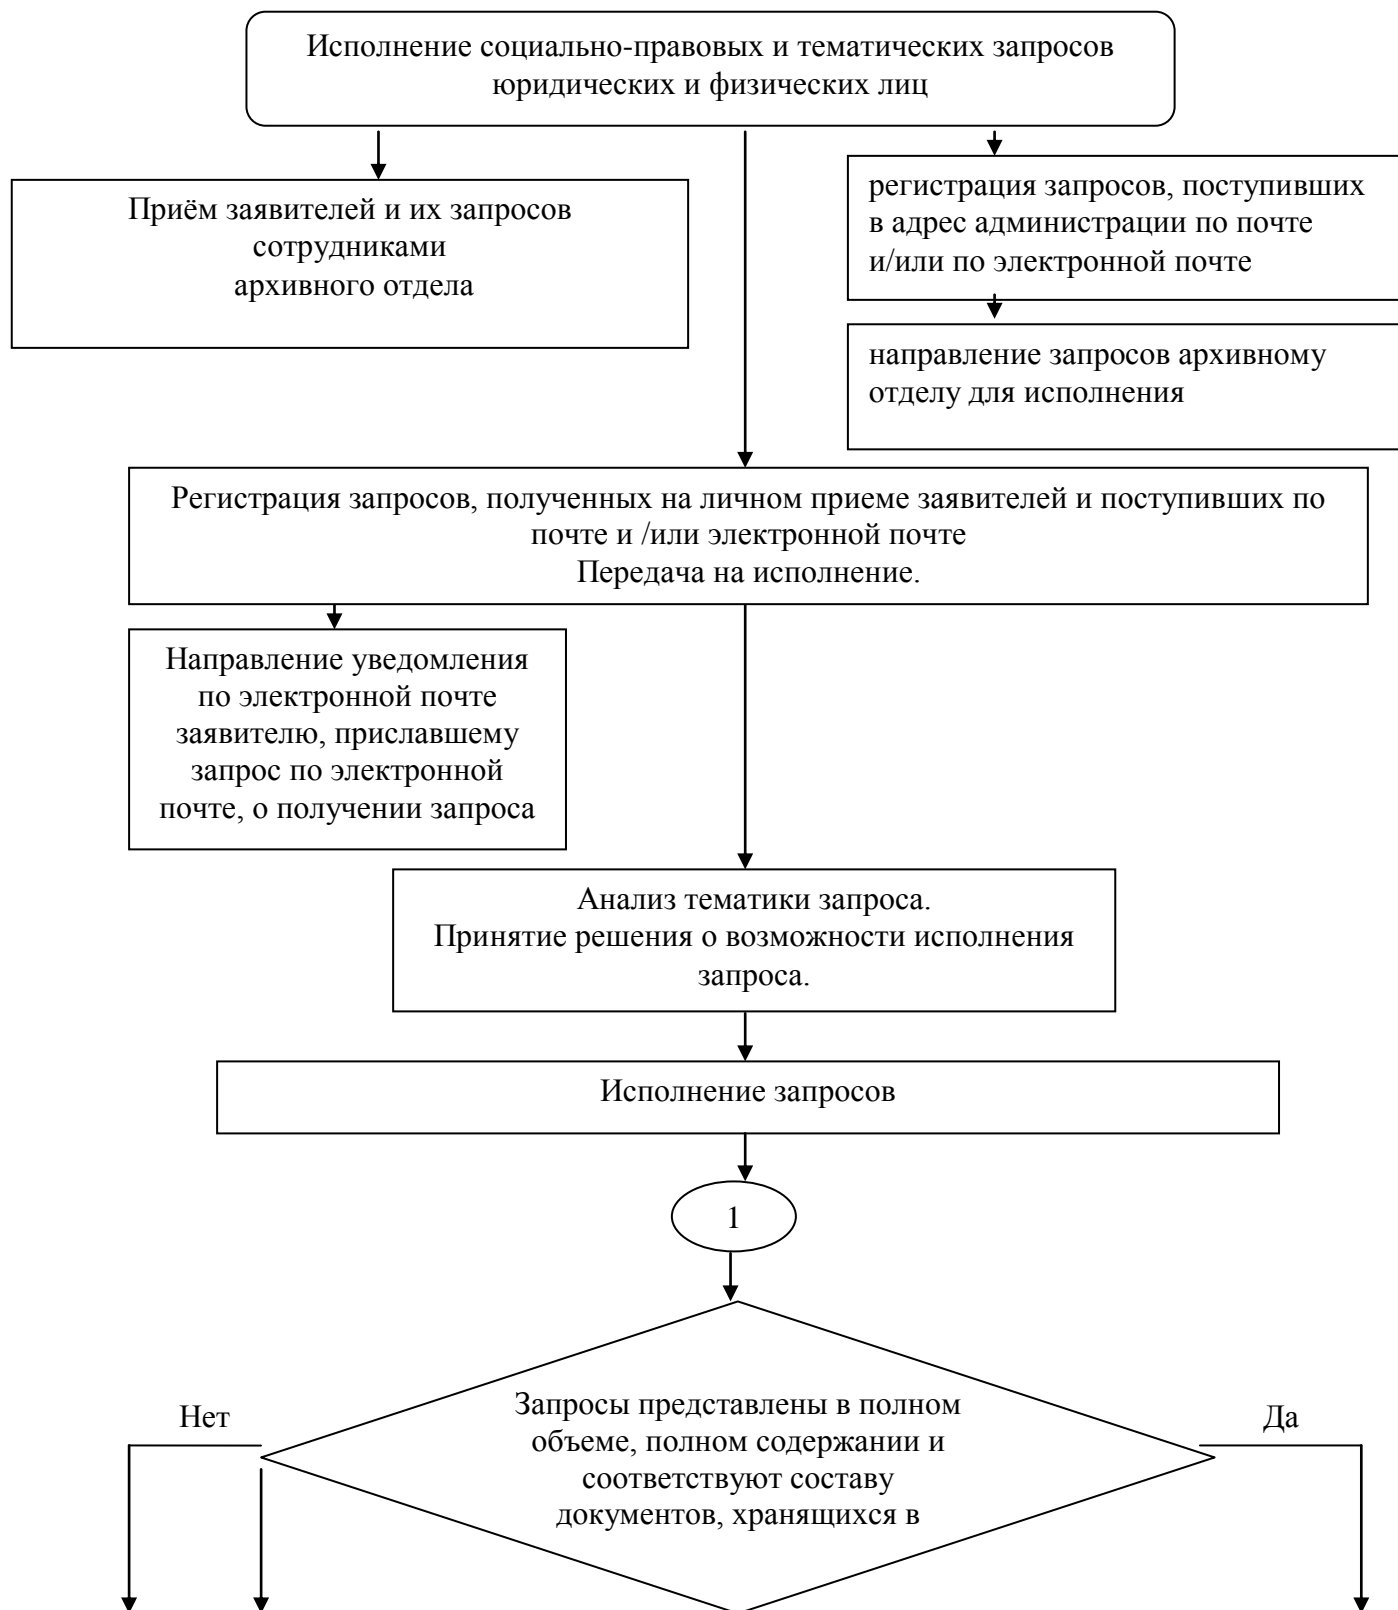 Исполнение социально-правовых и тематических запросов
юридических и физических лиц
Приём заявителей и их запросов
сотрудниками
архивного отдела
регистрация запросов, поступивших
в адрес администрации по почте
и/или по электронной почте
направление запросов архивному
отделу для исполнения
Регистрация запросов, полученных на личном приеме заявителей и поступивших по
почте и /или электронной почте
Передача на исполнение.
Направление уведомления
по электронной почте
заявителю, приславшему
запрос по электронной
почте, о получении запроса
Анализ тематики запроса.
Принятие решения о возможности исполнения
запроса.
Исполнение запросов
1
Нет
Запросы представлены в полном
объеме, полном содержании и
соответствуют составу
документов, хранящихся в
Да